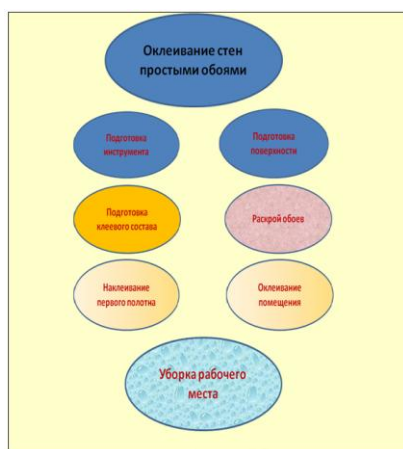 Оклеивание стен
простыми обоями
Подготовка
инструмента
Подготовка
поверхности
Подготовка
клеевого состава
Раскрой обоев
Наклеивание
первого полотна
Оклеивание
помещения
Уборка рабочего
места